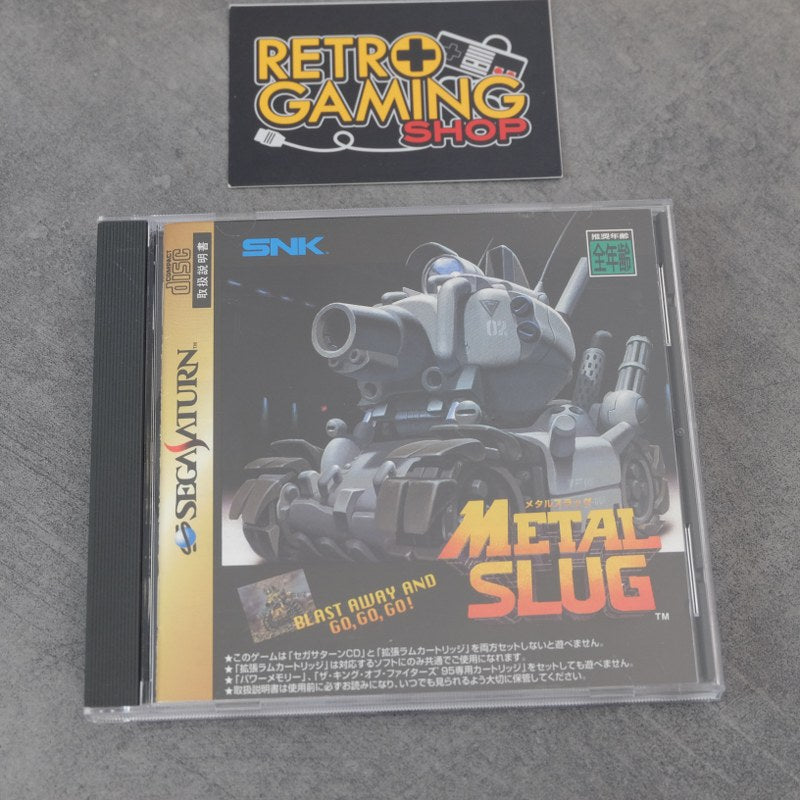 RETRO
GAMING
SHOP
COMPACT
disc
取扱説明書
SEGA SATURN™
SNK
推奨年齢
全年齢
02
メタルスラッグ
METAL
SLUG™
BLAST AWAY AND
GO, GO, GO!
★このゲームは「セガサターンCD」と「拡張ラムカートリッジ」を両方セットしないと遊べません。
★「拡張ラムカートリッジ」は対応するソフトにのみ共通でご使用になれます。
★「パワーメモリー」、「ザ・キング・オブ・ファイターズ'95専用カートリッジ」をセットしても遊べません。
★取扱説明書は使用前に必ずお読みになり、いつでも見られるよう大切に保管してください。